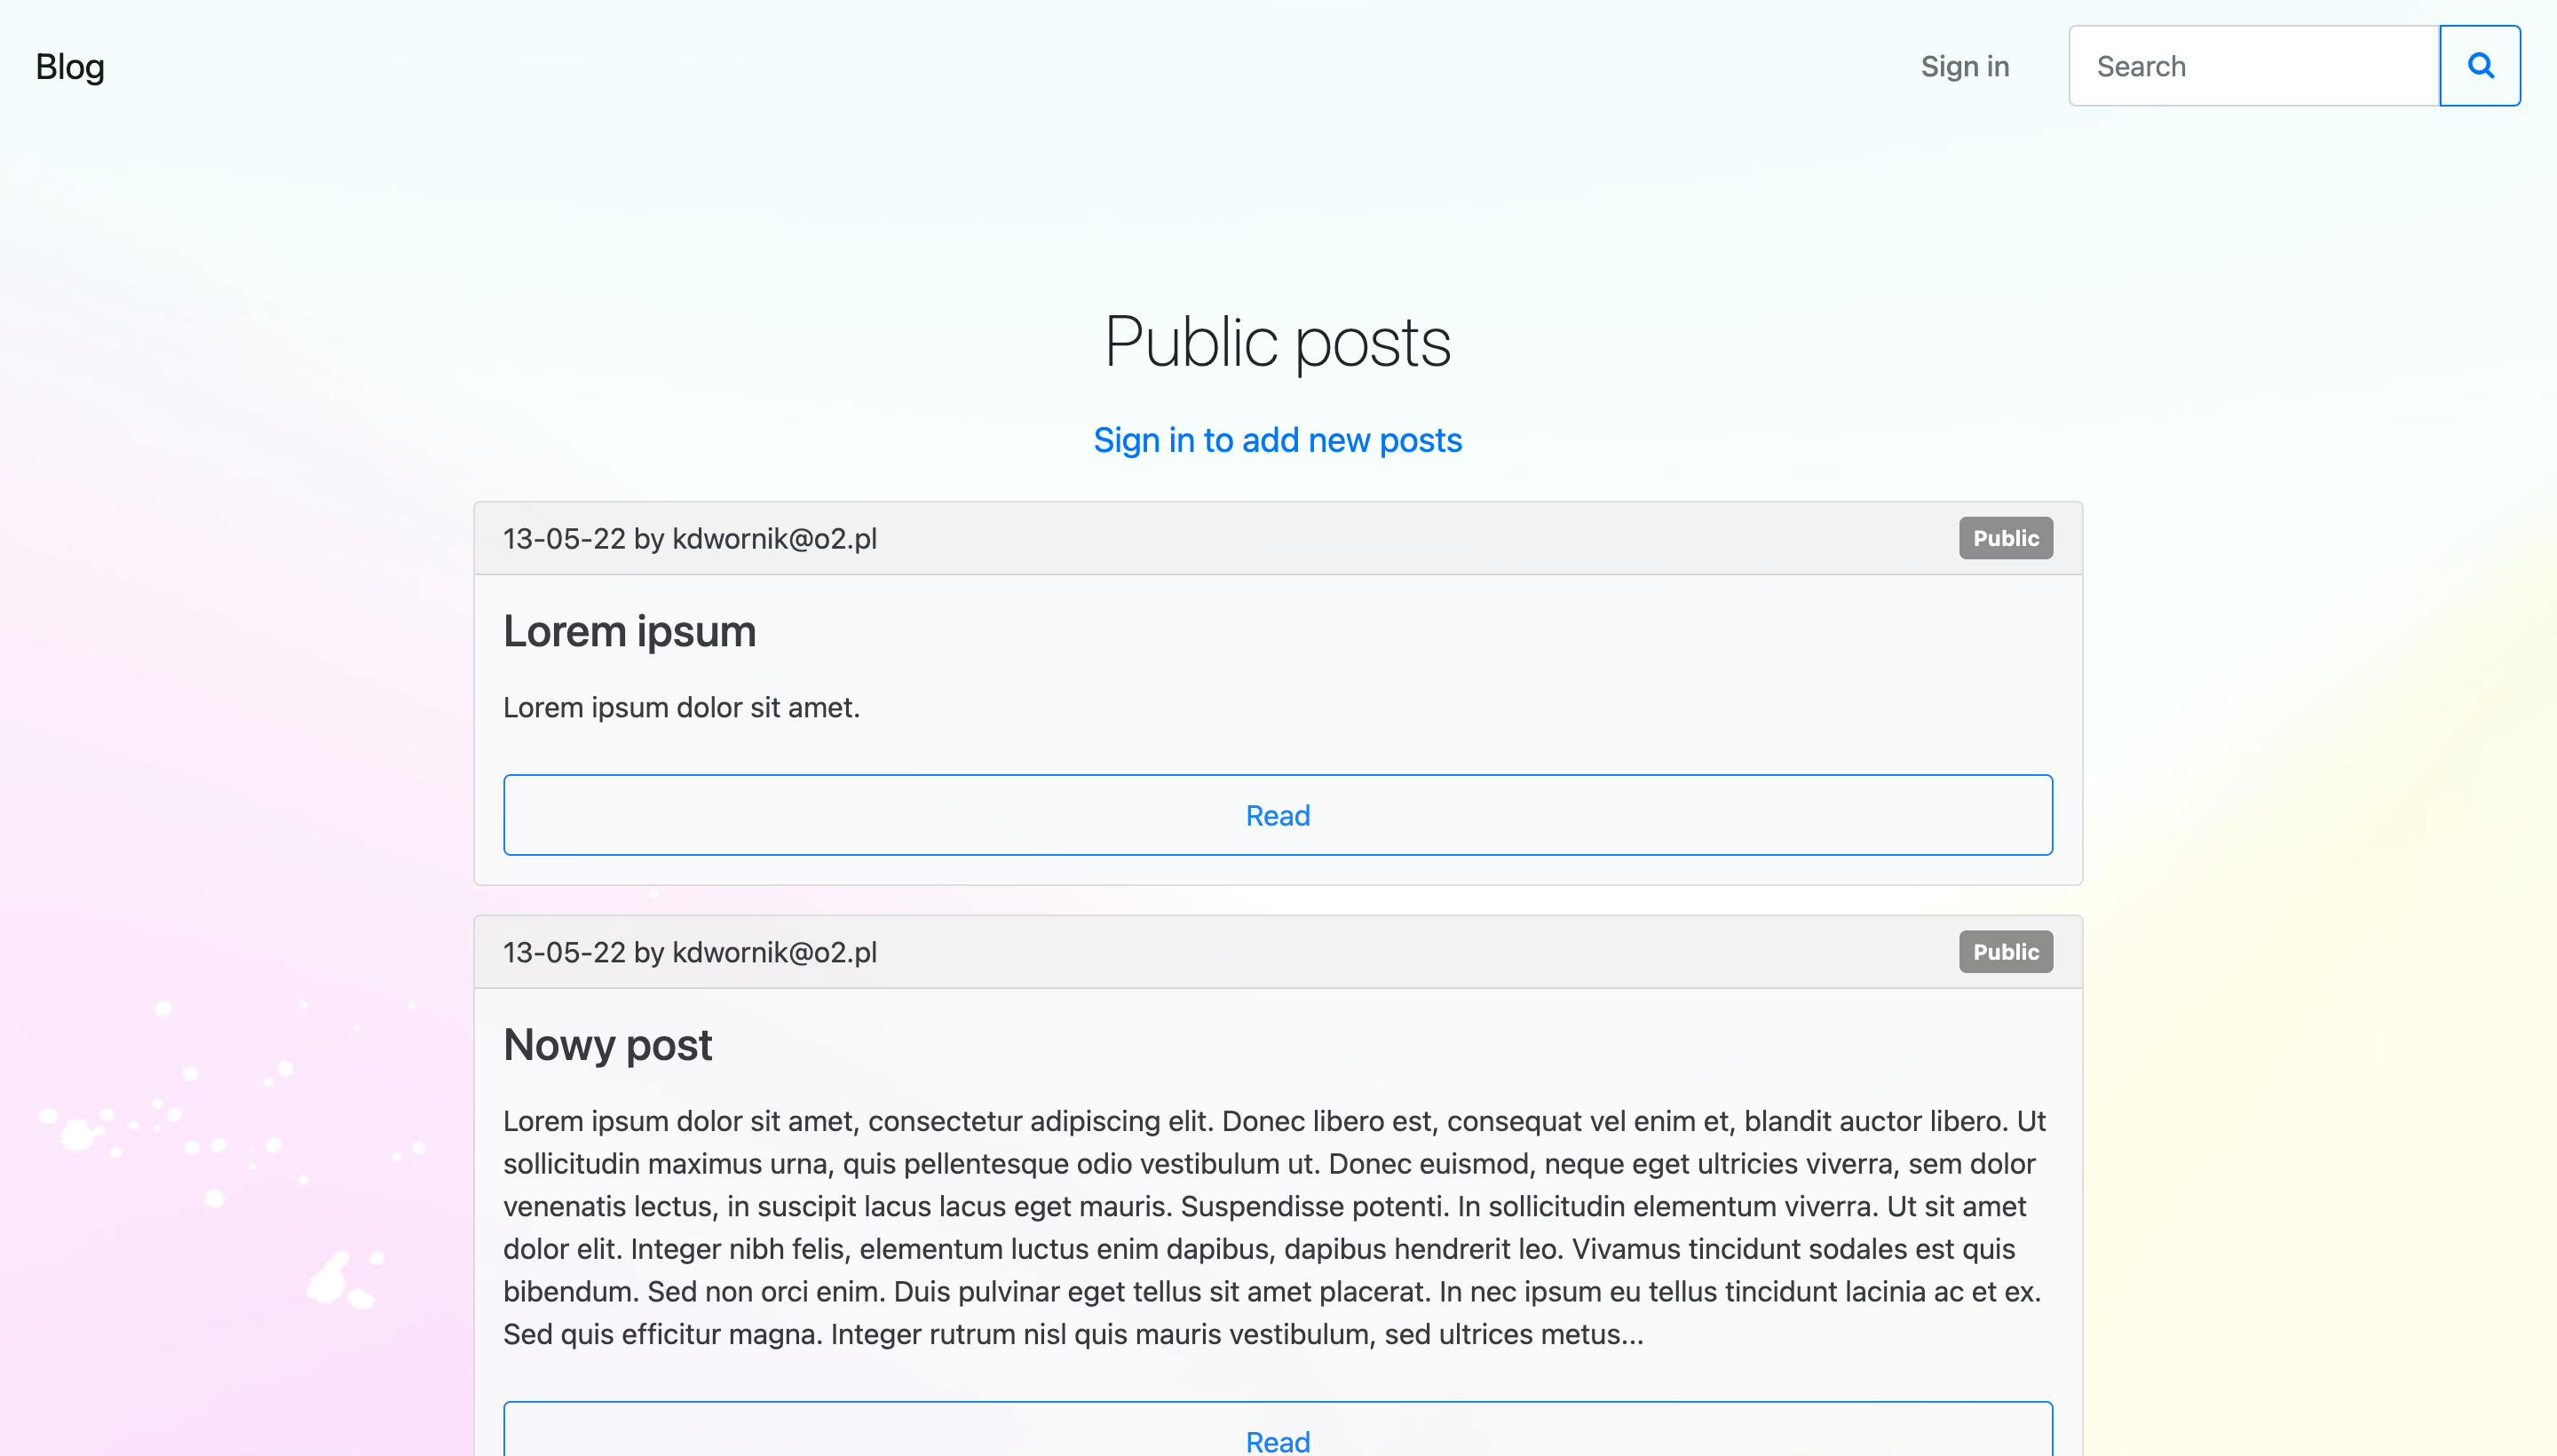 Blog
Sign in
Search
Public posts
Sign in to add new posts
13-05-22 by kdwornik@o2.pl
Public
Lorem ipsum
Lorem ipsum dolor sit amet.
Read
13-05-22 by kdwornik@o2.pl
Public
Nowy post
Lorem ipsum dolor sit amet, consectetur adipiscing elit. Donec libero est, consequat vel enim et, blandit auctor libero. Ut
sollicitudin maximus urna, quis pellentesque odio vestibulum ut. Donec euismod, neque eget ultricies viverra, sem dolor
venenatis lectus, in suscipit lacus lacus eget mauris. Suspendisse potenti. In sollicitudin elementum viverra. Ut sit amet
dolor elit. Integer nibh felis, elementum luctus enim dapibus, dapibus hendrerit leo. Vivamus tincidunt sodales est quis
bibendum. Sed non orci enim. Duis pulvinar eget tellus sit amet placerat. In nec ipsum eu tellus tincidunt lacinia ac et ex.
Sed quis efficitur magna. Integer rutrum nisl quis mauris vestibulum, sed ultrices metus...
Read